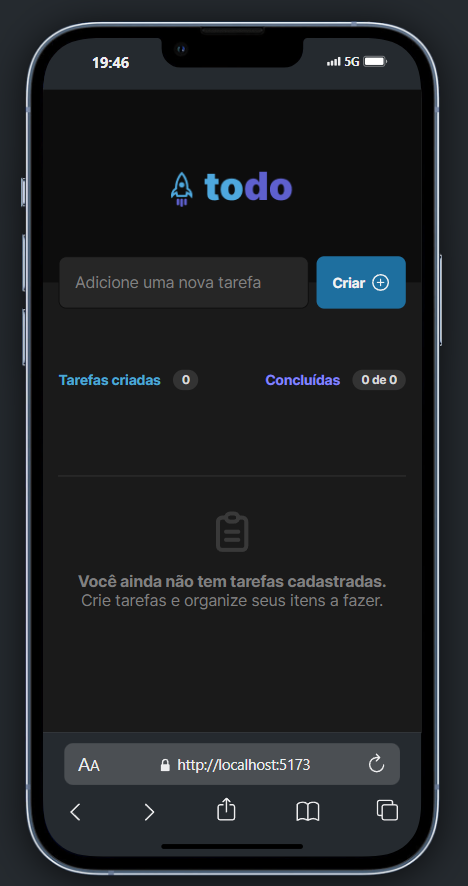 19:46
5G
todo
Adicione uma nova tarefa
Criar
Tarefas criadas 0
Concluídas 0 de 0
Você ainda não tem tarefas cadastradas.
Crie tarefas e organize seus itens a fazer.
AA
http://localhost:5173